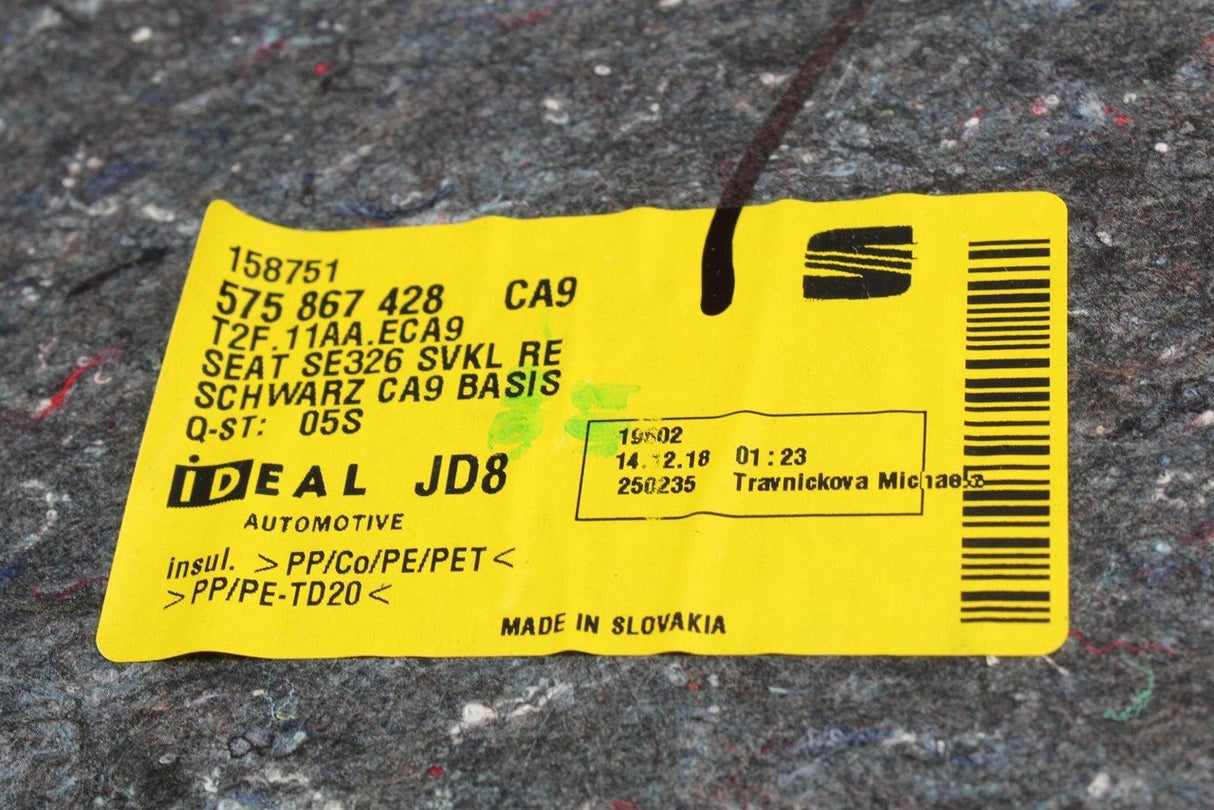 158751
575 867 428 CA9
T2F.11AA.ECA9
SEAT SE326 SVKL RE
SCHWARZ CA9 BASIS
Q-ST: 05S
iDEAL JD8
AUTOMOTIVE
insul. >PP/Co/PE/PET<
>PP/PE-TD20<
01:23
250235 Travnickova
MADE IN SLOVAKIA